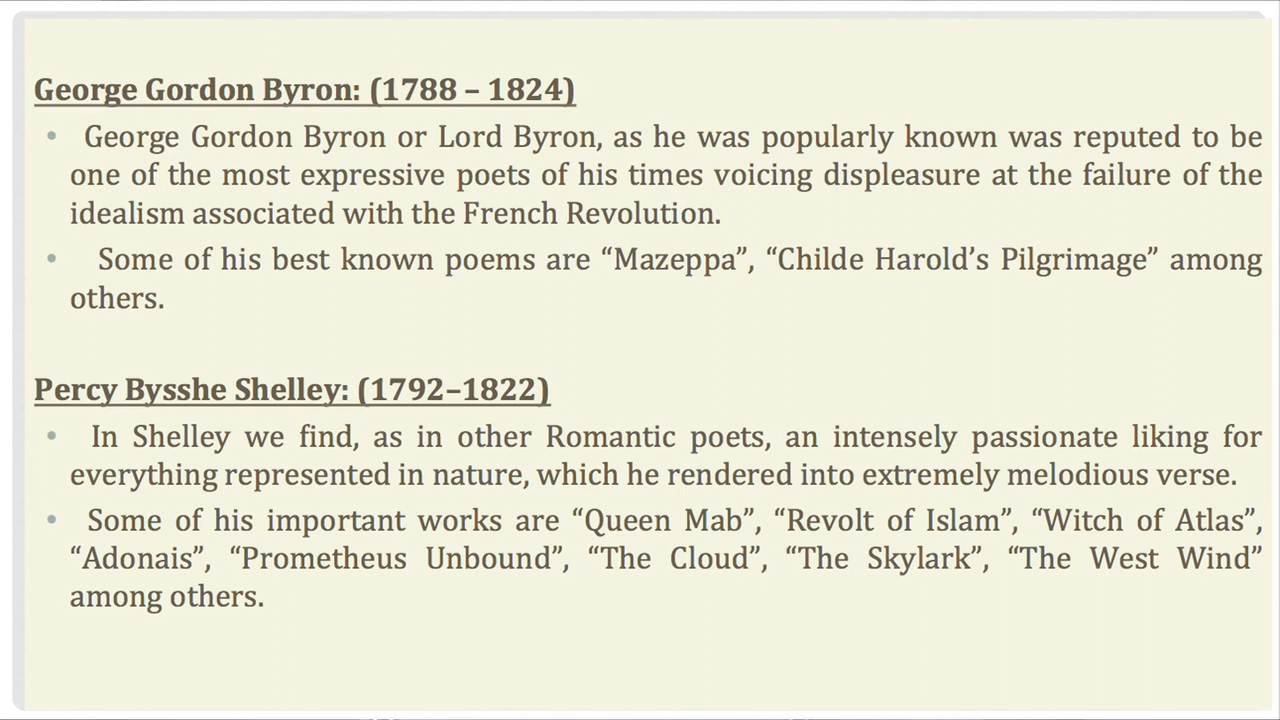 George Gordon Byron: (1788 – 1824)
• George Gordon Byron or Lord Byron, as he was popularly known was reputed to be
one of the most expressive poets of his times voicing displeasure at the failure of the
idealism associated with the French Revolution.
• Some of his best known poems are “Mazeppa”, “Childe Harold’s Pilgrimage” among
others.
Percy Bysshe Shelley: (1792–1822)
• In Shelley we find, as in other Romantic poets, an intensely passionate liking for
everything represented in nature, which he rendered into extremely melodious verse.
• Some of his important works are “Queen Mab”, “Revolt of Islam”, “Witch of Atlas”,
“Adonais”, “Prometheus Unbound”, “The Cloud”, “The Skylark”, “The West Wind”
among others.